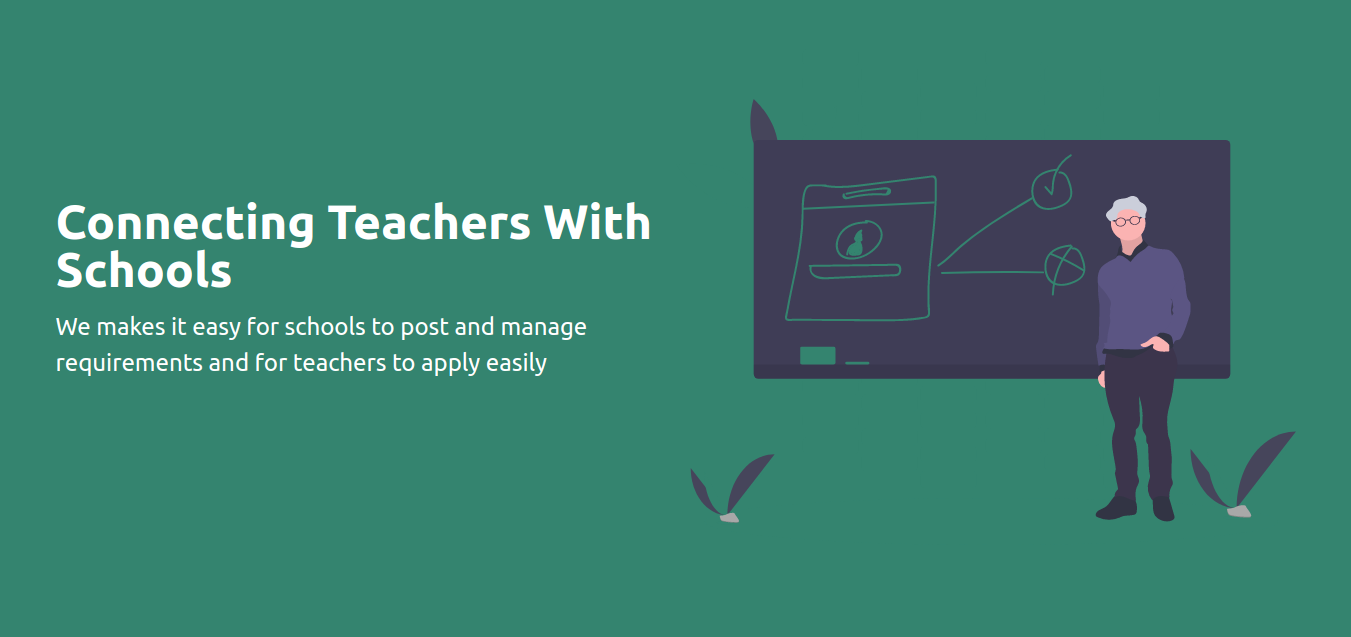 Connecting Teachers With
Schools
We makes it easy for schools to post and manage
requirements and for teachers to apply easily